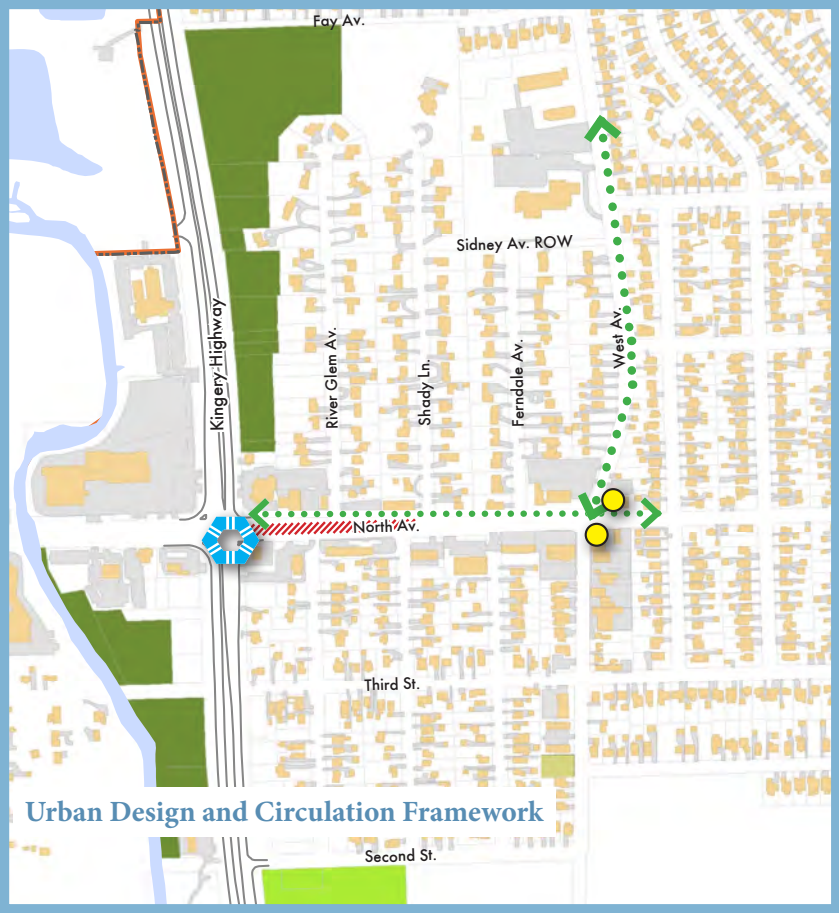 Fay Av.
Sidney Av. ROW
Kingery Highway
River Glem Av.
Shady Ln.
Ferndale Av.
West Av.
North Av.
Third St.
Urban Design and Circulation Framework
Second St.